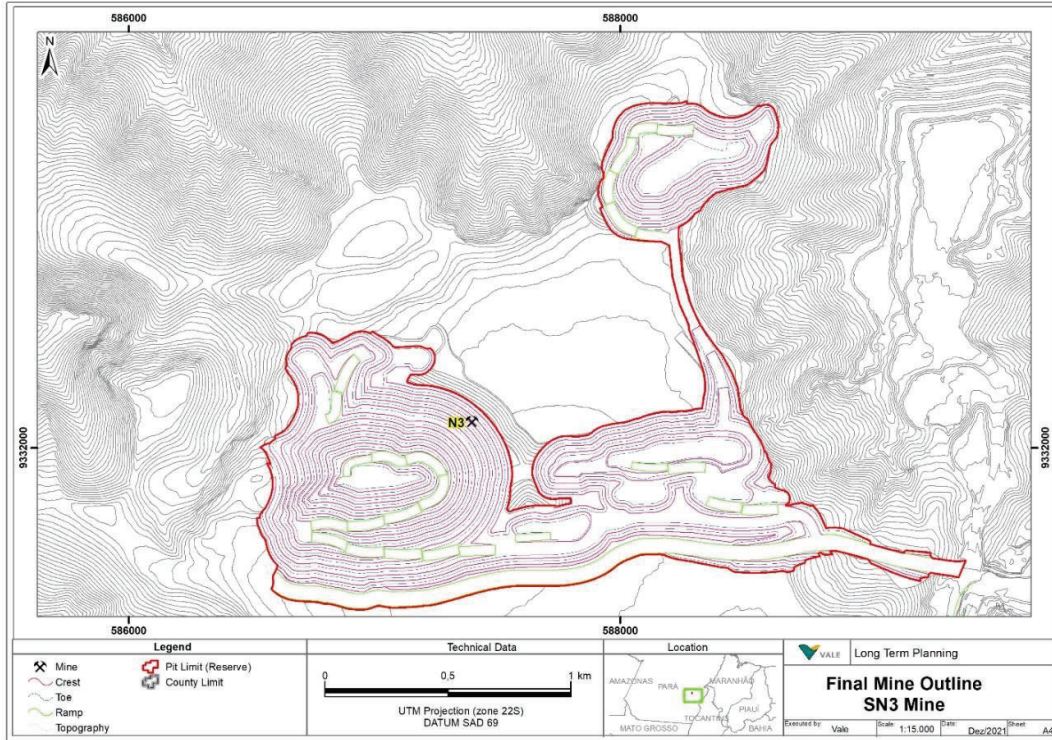 586000
588000
N
9332000
9332000
N3
586000
588000
Legend
Mine
Crest
Toe
Ramp
Topography
Pit Limit (Reserve)
County Limit
Technical Data
0
0,5
1 km
UTM Projection (zone 22S)
DATUM SAD 69
Location
AMAZONAS
PARÁ
MARANHÃO
PIAUÍ
TOCANTINS
MATO GROSSO
BAHIA
VALE
Long Term Planning
Final Mine Outline
SN3 Mine
Executed by
Vale
Scale:
1:15.000
Date:
Dez/2021
Sheet
A4